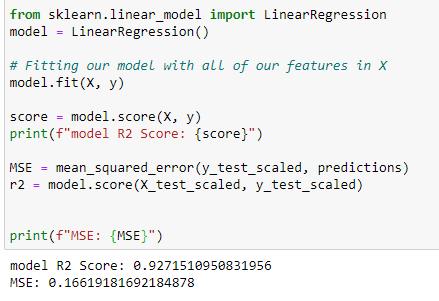 from sklearn.linear_model import LinearRegression
model = LinearRegression()
# Fitting our model with all of our features in X
model.fit(X, y)
score = model.score(X, y)
print(f"model R2 Score: {score}")
MSE = mean_squared_error(y_test_scaled, predictions)
r2 = model.score(X_test_scaled, y_test_scaled)
print(f"MSE: {MSE}")
model R2 Score: 0.9271510950831956
MSE: 0.16619181692184878